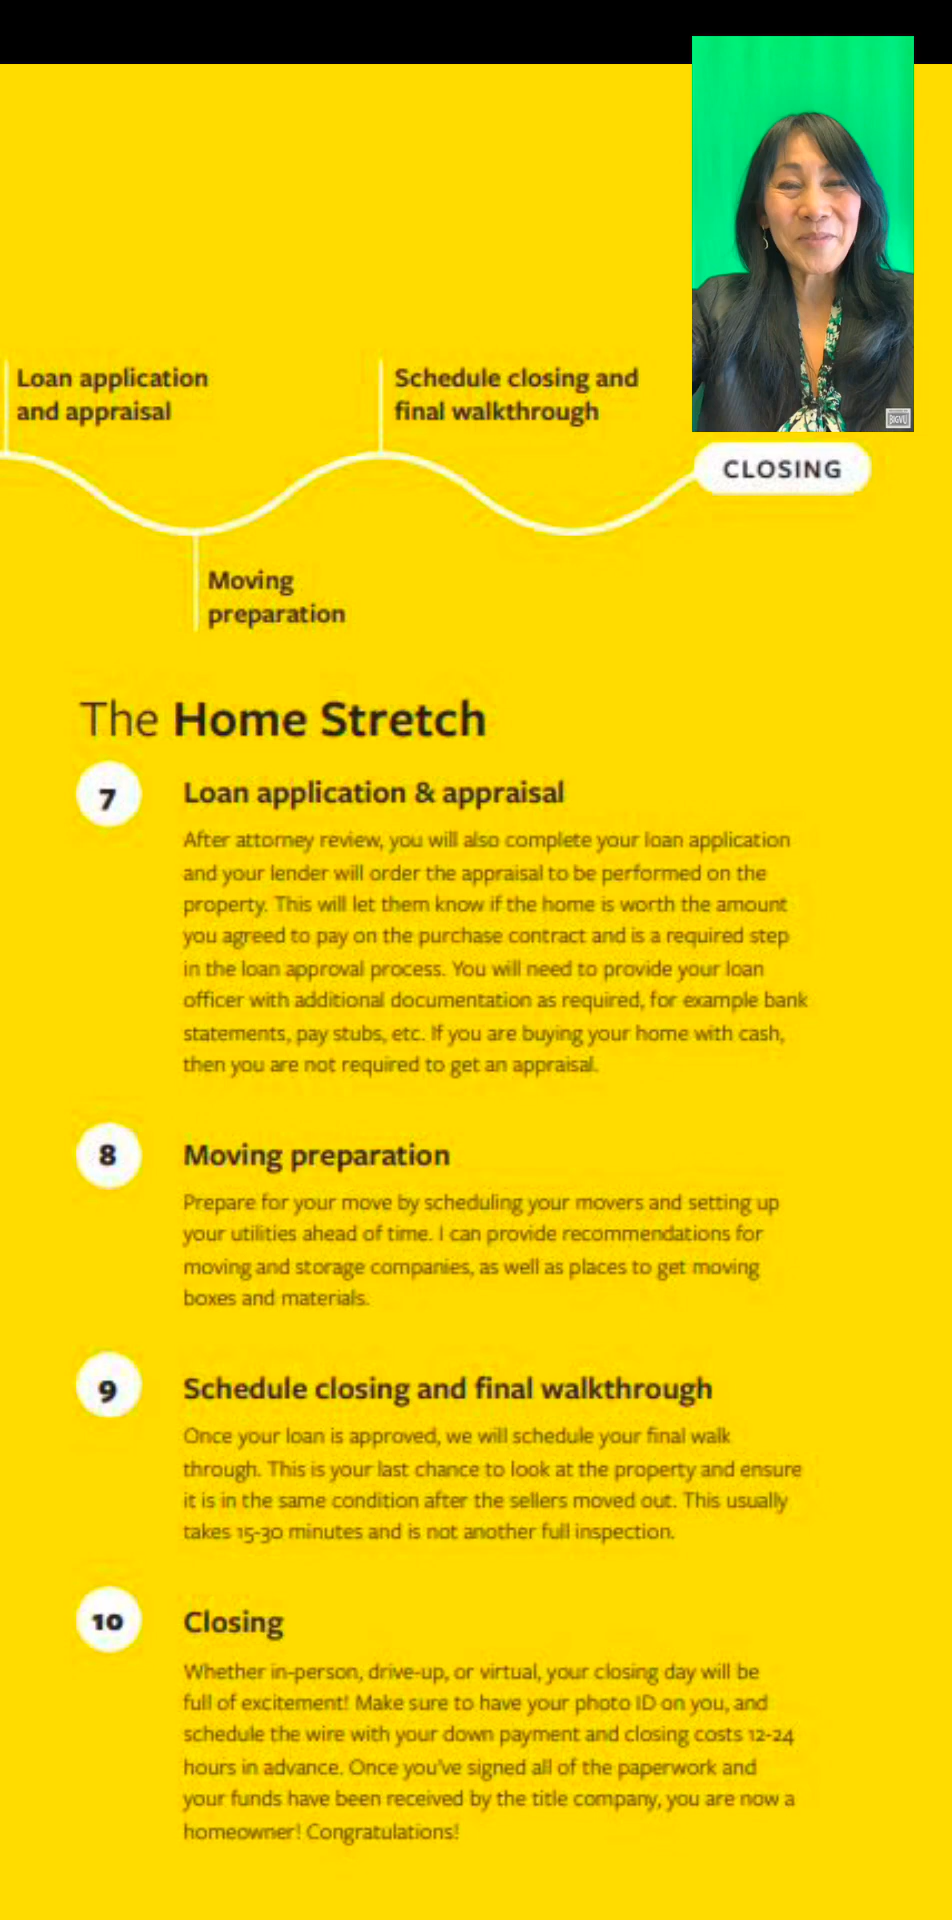 BIGVU
Loan application
and appraisal
Schedule closing and
final walkthrough
CLOSING
Moving
preparation
The Home Stretch
7
Loan application & appraisal
After attorney review, you will also complete your loan application
and your lender will order the appraisal to be performed on the
property. This will let them know if the home is worth the amount
you agreed to pay on the purchase contract and is a required step
in the loan approval process. You will need to provide your loan
officer with additional documentation as required, for example bank
statements, pay stubs, etc. If you are buying your home with cash,
then you are not required to get an appraisal.
8
Moving preparation
Prepare for your move by scheduling your movers and setting up
your utilities ahead of time. I can provide recommendations for
moving and storage companies, as well as places to get moving
boxes and materials.
9
Schedule closing and final walkthrough
Once your loan is approved, we will schedule your final walk
through. This is your last chance to look at the property and ensure
it is in the same condition after the sellers moved out. This usually
takes 15-30 minutes and is not another full inspection.
10
Closing
Whether in-person, drive-up, or virtual, your closing day will be
full of excitement! Make sure to have your photo ID on you, and
schedule the wire with your down payment and closing costs 12-24
hours in advance. Once you've signed all of the paperwork and
your funds have been received by the title company, you are now a
homeowner! Congratulations!